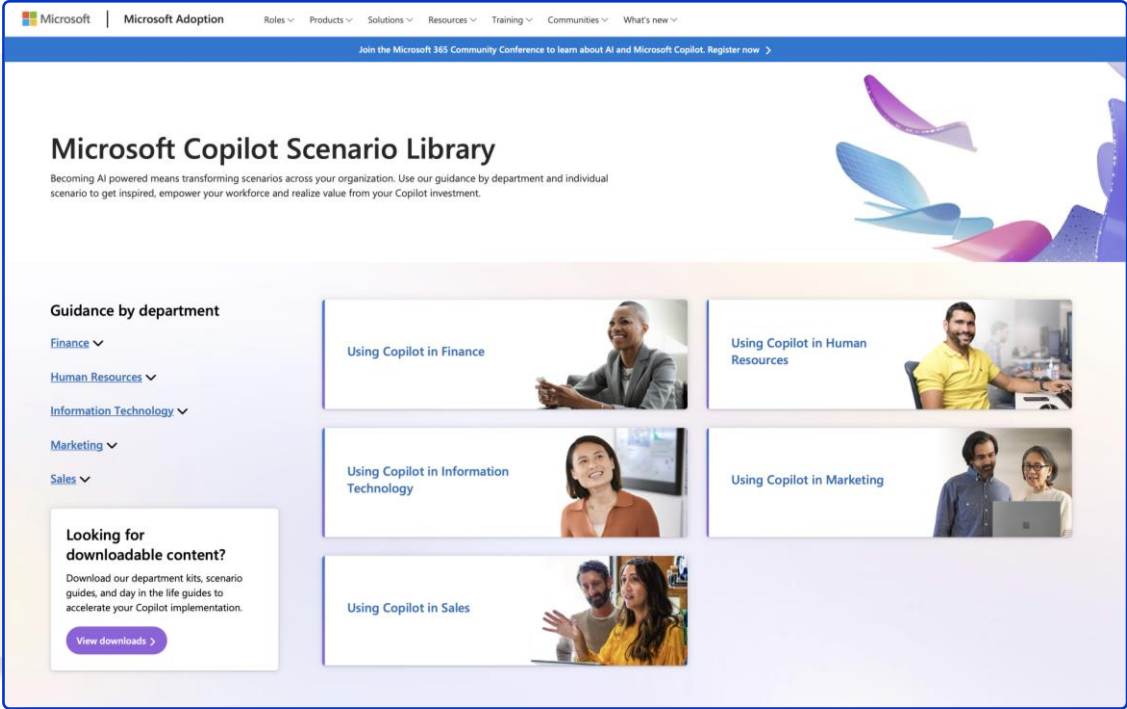 Microsoft
Microsoft Adoption
Roles
Products
Solutions
Resources
Training
Communities
What's new
Join the Microsoft 365 Community Conference to learn about AI and Microsoft Copilot. Register now
Microsoft Copilot Scenario Library
Becoming AI powered means transforming scenarios across your organization. Use our guidance by department and individual
scenario to get inspired, empower your workforce and realize value from your Copilot investment.
Guidance by department
Finance
Human Resources
Information Technology
Marketing
Sales
Looking for
downloadable content?
Download our department kits, scenario
guides, and day in the life guides to
accelerate your Copilot implementation.
View downloads
Using Copilot in Finance
Using Copilot in Human
Resources
Using Copilot in Information
Technology
Using Copilot in Marketing
Using Copilot in Sales